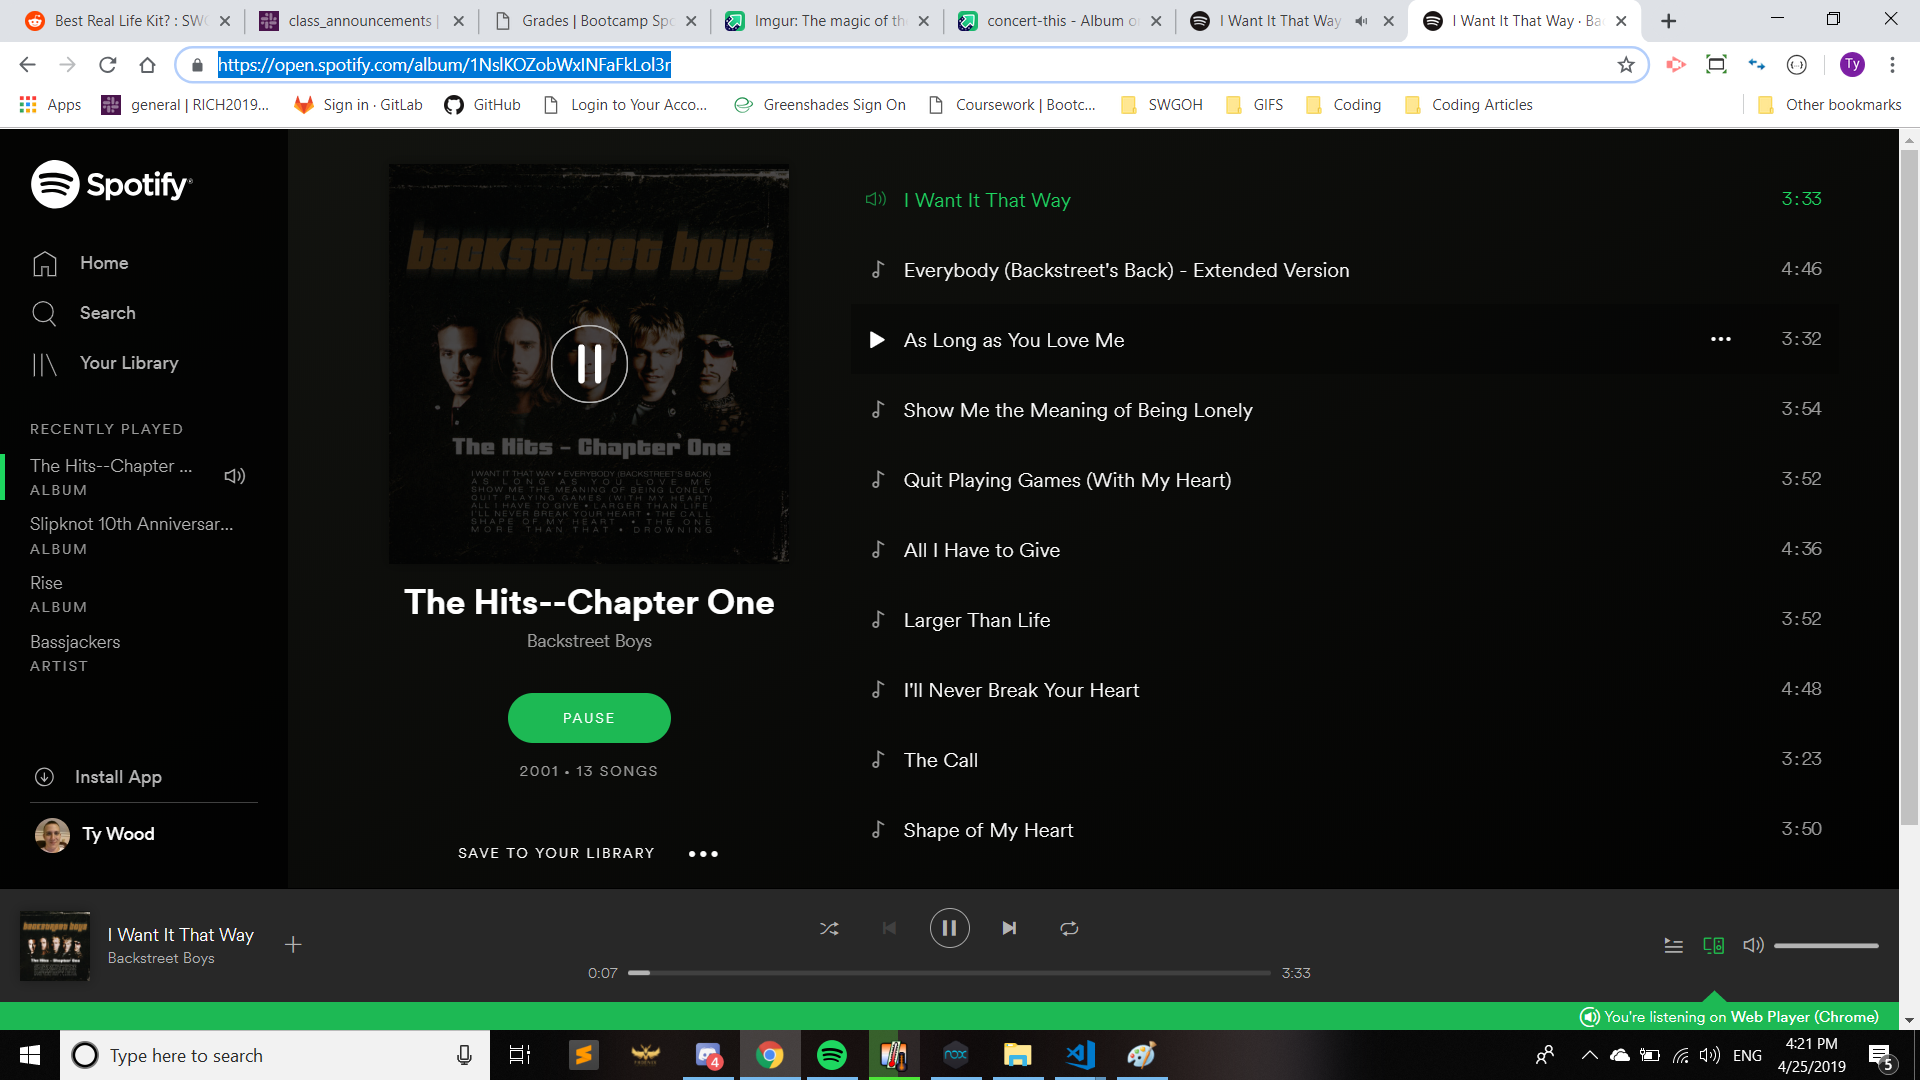 Best Real Life Kit? : SW
class_announcements |
Grades | Bootcamp Sp
Imgur: The magic of th
concert-this - Album o
I Want It That Way
I Want It That Way · Ba
https://open.spotify.com/album/1NslKOZobWxINFaFkLol3r
Ty
Apps
general | RICH2019...
Sign in · GitLab
GitHub
Login to Your Acco...
Greenshades Sign On
Coursework | Bootc...
SWGOH
GIFS
Coding
Coding Articles
Other bookmarks
Spotify
Home
Search
Your Library
RECENTLY PLAYED
The Hits--Chapter ...
ALBUM
Slipknot 10th Anniversar...
ALBUM
Rise
ALBUM
Bassjackers
ARTIST
Install App
Ty Wood
backstreet boys
The Hits - Chapter One
I WANT IT THAT WAY • EVERYBODY (BACKSTREET'S BACK)
AS LONG AS YOU LOVE ME
SHOW ME THE MEANING OF BEING LONELY
QUIT PLAYING GAMES (WITH MY HEART)
ALL I HAVE TO GIVE • LARGER THAN LIFE
I'LL NEVER BREAK YOUR HEART • THE CALL
SHAPE OF MY HEART • THE ONE
MORE THAN THAT • DROWNING
The Hits--Chapter One
Backstreet Boys
PAUSE
2001 • 13 SONGS
SAVE TO YOUR LIBRARY
I Want It That Way 3:33
Everybody (Backstreet's Back) - Extended Version 4:46
As Long as You Love Me 3:32
Show Me the Meaning of Being Lonely 3:54
Quit Playing Games (With My Heart) 3:52
All I Have to Give 4:36
Larger Than Life 3:52
I'll Never Break Your Heart 4:48
The Call 3:23
Shape of My Heart 3:50
I Want It That Way
Backstreet Boys
0:07
3:33
You're listening on Web Player (Chrome)
Type here to search
4
nox
ENG
4:21 PM
4/25/2019
5